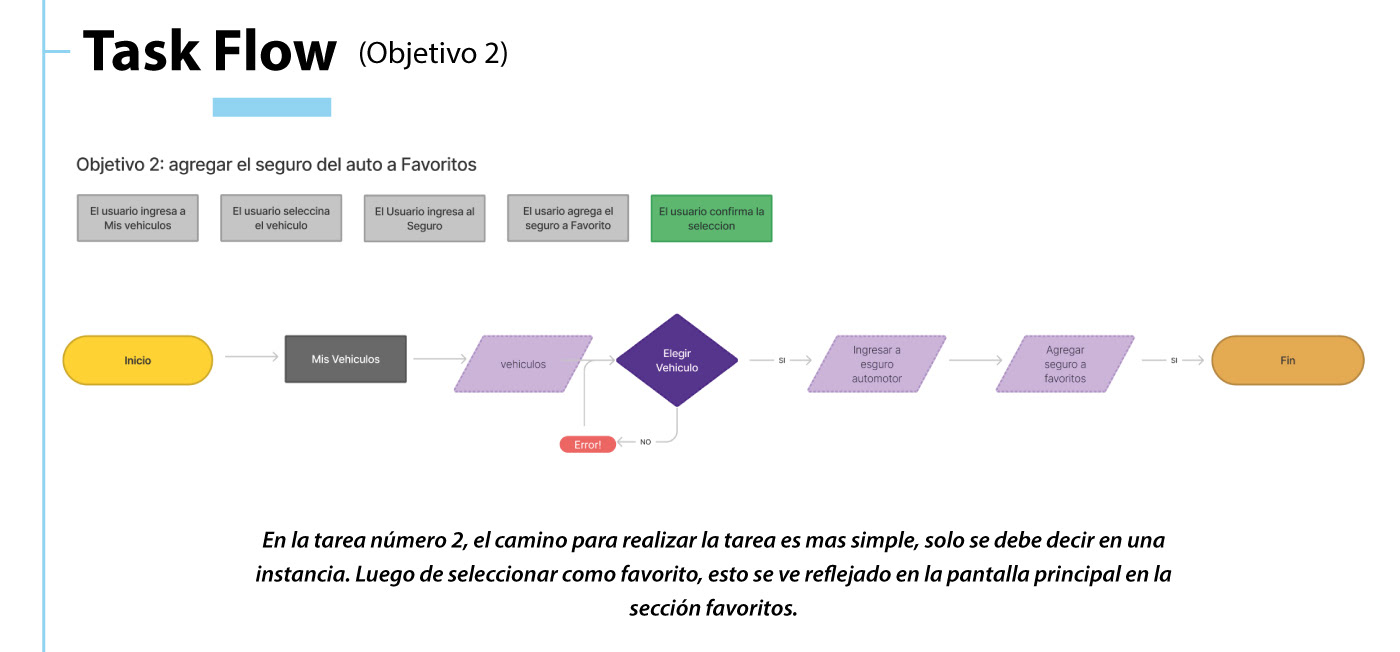 Task Flow (Objetivo 2)
Objetivo 2: agregar el seguro del auto a Favoritos
El usuario ingresa a
Mis vehiculos
El usuario seleccina
el vehiculo
El Usuario ingresa al
Seguro
El usario agrega el
seguro a Favorito
El usuario confirma la
seleccion
Inicio
Mis Vehiculos
vehiculos
Elegir
Vehiculo
SI
Ingresar a
esguro
automotor
Agregar
seguro a
favoritos
SI
Fin
Error!
NO
En la tarea número 2, el camino para realizar la tarea es mas simple, solo se debe decir en una
instancia. Luego de seleccionar como favorito, esto se ve reflejado en la pantalla principal en la
sección favoritos.